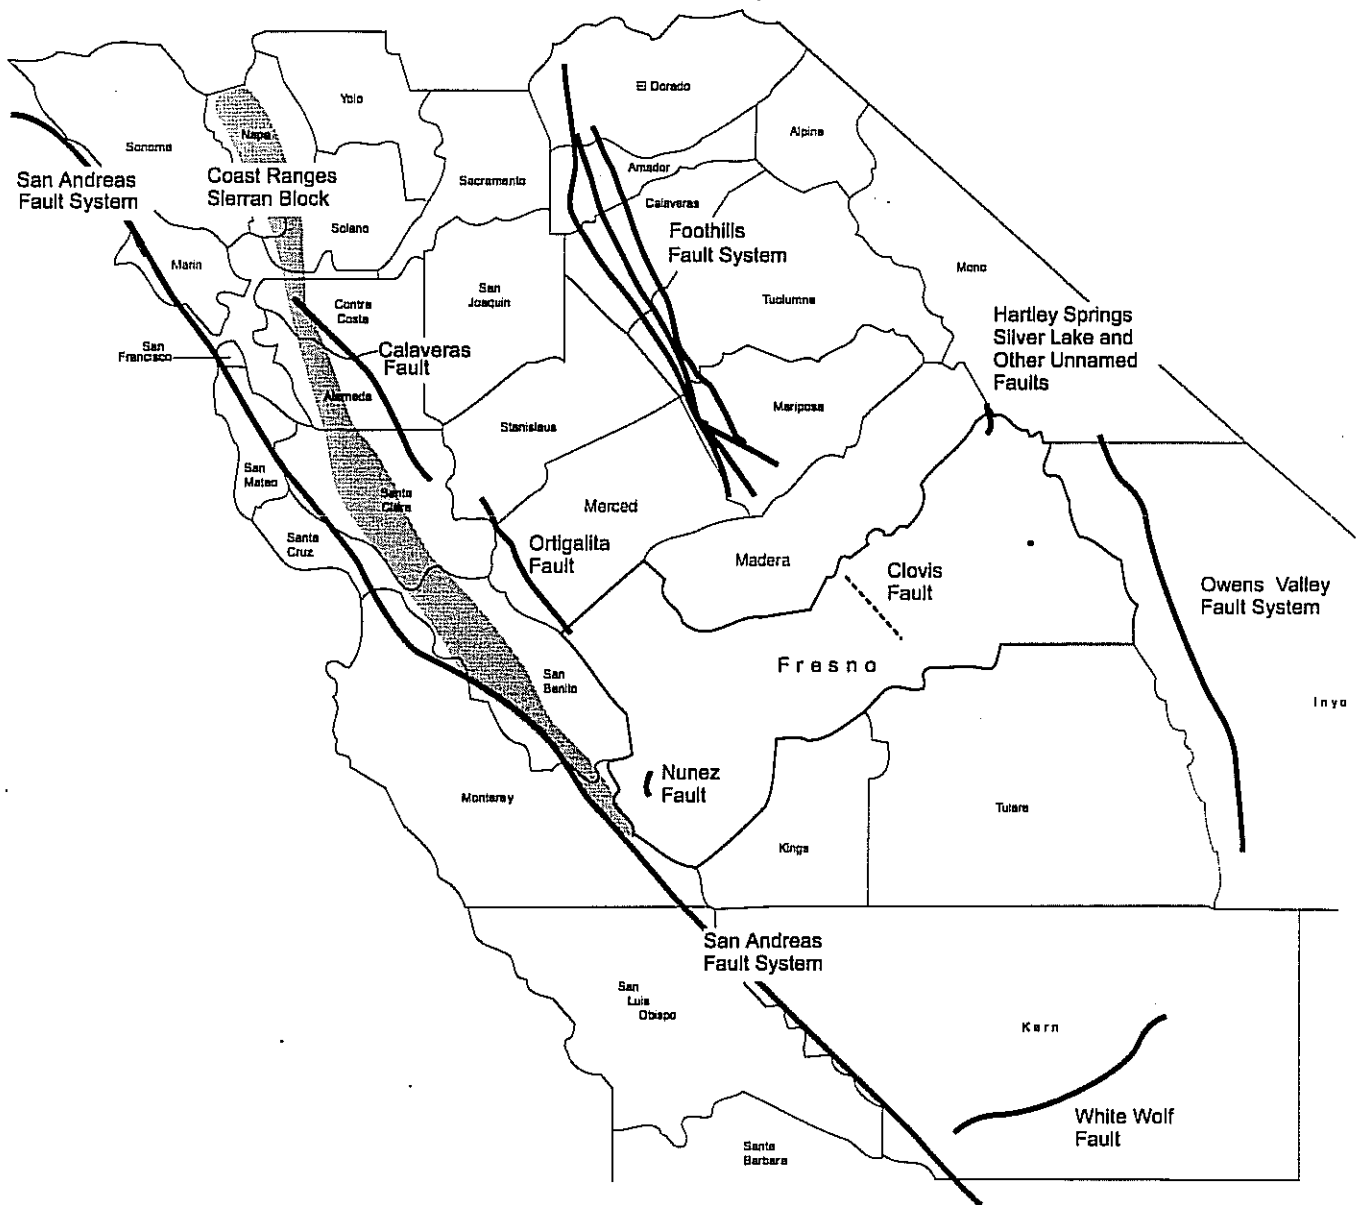 El Dorado
Yolo
Napa
Alpine
Sonoma
Amador
San Andreas
Fault System
Coast Ranges
Sierran Block
Sacramento
Calaveras
Solano
Foothills
Fault System
Marin
Mono
San
Joaquin
Contra
Costa
Tuolumne
Hartley Springs
Silver Lake and
Other Unnamed
Faults
San
Francisco
Calaveras
Fault
Alameda
Mariposa
Stanislaus
San
Mateo
Santa
Clara
Merced
Santa
Cruz
Ortigalita
Fault
Madera
Clovis
Fault
Owens Valley
Fault System
Fresno
San
Benito
Inyo
Nunez
Fault
Monterey
Tulare
Kings
San Andreas
Fault System
San
Luis
Obispo
Kern
White Wolf
Fault
Santa
Barbara